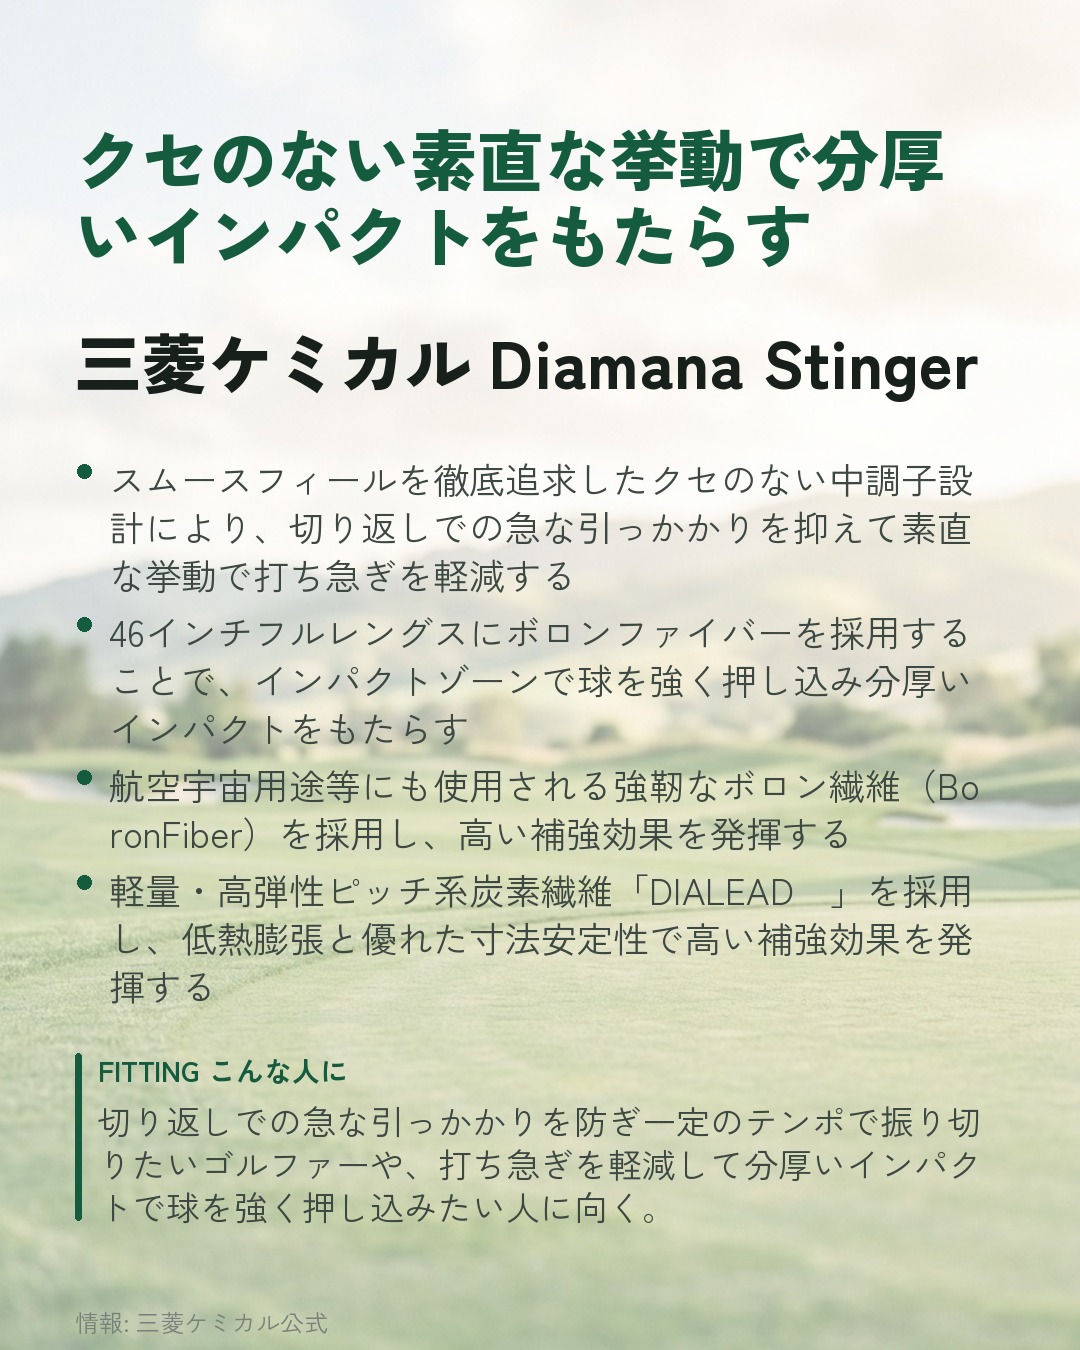 クセのない素直な挙動で分厚
いインパクトをもたらす
三菱ケミカル Diamana Stinger
• スムースフィールを徹底追求したクセのない中調子設
計により、切り返しでの急な引っかかりを抑えて素直
な挙動で打ち急ぎを軽減する
• 46インチフルレングスにボロンファイバーを採用する
ことで、インパクトゾーンで球を強く押し込み分厚い
インパクトをもたらす
• 航空宇宙用途等にも使用される強靭なボロン繊維（Bo
ronFiber）を採用し、高い補強効果を発揮する
• 軽量・高弾性ピッチ系炭素繊維「DIALEAD　」を採用
し、低熱膨張と優れた寸法安定性で高い補強効果を発
揮する
FITTING こんな人に
切り返しでの急な引っかかりを防ぎ一定のテンポで振り切
りたいゴルファーや、打ち急ぎを軽減して分厚いインパク
トで球を強く押し込みたい人に向く。
情報: 三菱ケミカル公式